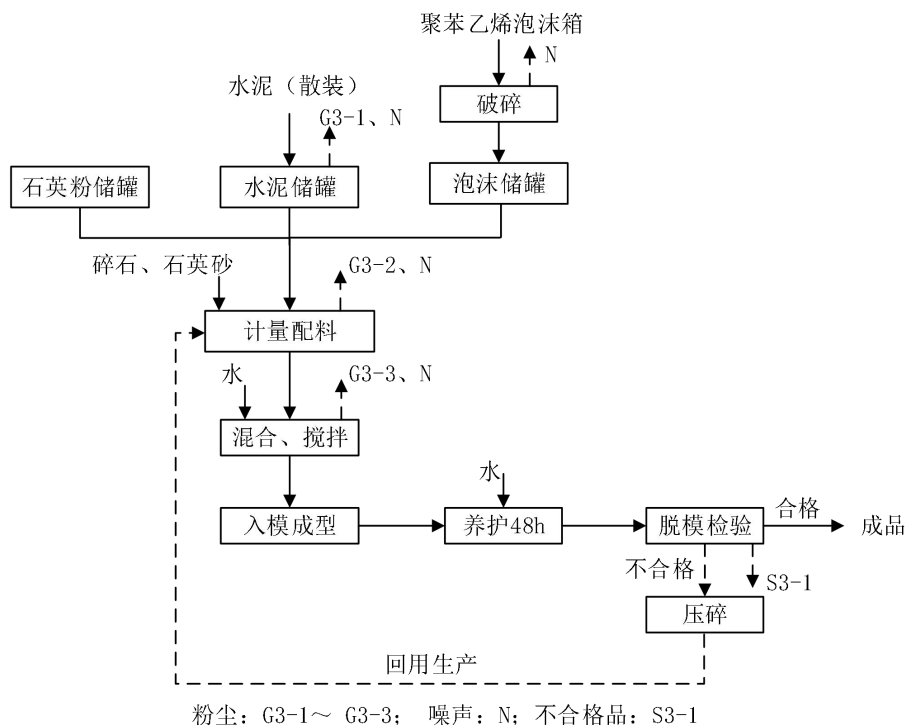 聚苯乙烯泡沫箱
N
水泥（散装）
破碎
G3-1、N
石英粉储罐
水泥储罐
泡沫储罐
碎石、石英砂
G3-2、N
计量配料
水
G3-3、N
混合、搅拌
水
合格
入模成型
养护48h
脱模检验
成品
不合格
S3-1
压碎
回用生产
粉尘: G3-1～ G3-3; 噪声: N; 不合格品: S3-1